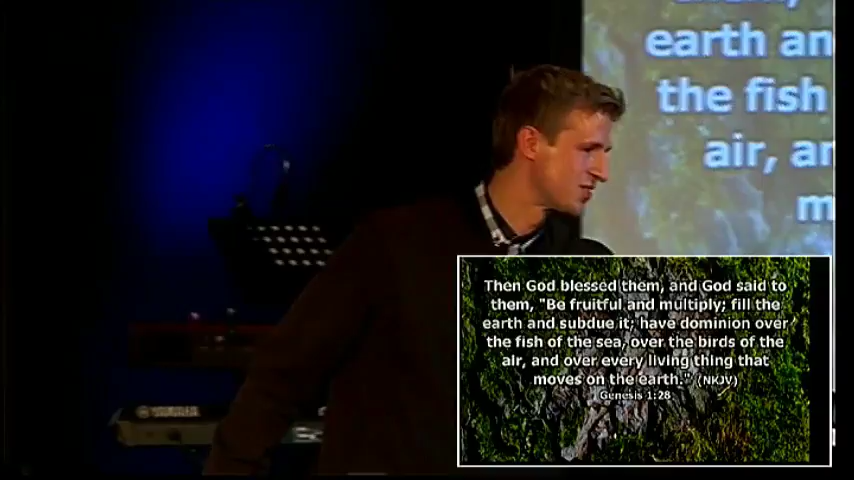 earth an
the fish
air, an
m
YAMAHA
Then God blessed them, and God said to
them, "Be fruitful and multiply; fill the
earth and subdue it; have dominion over
the fish of the sea, over the birds of the
air, and over every living thing that
moves on the earth." (NKJV)
Genesis 1:28